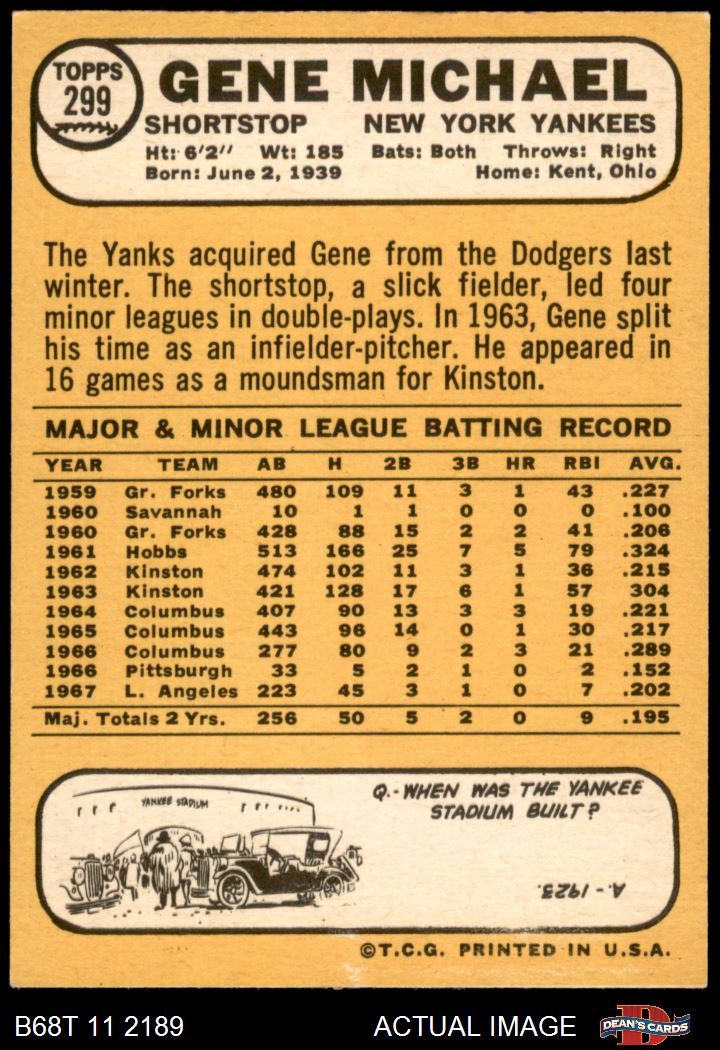 TOPPS
299
GENE MICHAEL
SHORTSTOP NEW YORK YANKEES
Ht: 6'2" Wt: 185 Bats: Both Throws: Right
Born: June 2, 1939 Home: Kent, Ohio
The Yanks acquired Gene from the Dodgers last
winter. The shortstop, a slick fielder, led four
minor leagues in double-plays. In 1963, Gene split
his time as an infielder-pitcher. He appeared in
16 games as a moundsman for Kinston.
MAJOR & MINOR LEAGUE BATTING RECORD
YEAR TEAM AB H 2B 3B HR RBI AVG.
1959 Gr. Forks 480 109 11 3 1 43 .227
1960 Savannah 10 1 1 0 0 0 .100
1960 Gr. Forks 428 88 15 2 2 41 .206
1961 Hobbs 513 166 25 7 5 79 .324
1962 Kinston 474 102 11 3 1 36 .215
1963 Kinston 421 128 17 6 1 57 304
1964 Columbus 407 90 13 3 3 19 .221
1965 Columbus 443 96 14 0 1 30 .217
1966 Columbus 277 80 9 2 3 21 .289
1966 Pittsburgh 33 5 2 1 0 2 .152
1967 L. Angeles 223 45 3 1 0 7 .202
Maj. Totals 2 Yrs. 256 50 5 2 0 9 .195
YANKEE STADIUM
Q.- WHEN WAS THE YANKEE
STADIUM BUILT?
A.- 1923.
©T.C.G. PRINTED IN U.S.A.
B68T 11 2189 ACTUAL IMAGE D DEAN'S CARDS